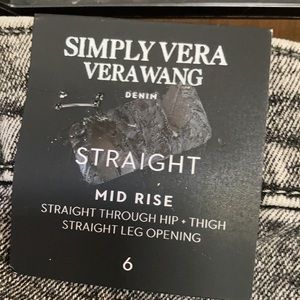 SIMPLY VERA
VERA WANG
DENIM
STRAIGHT
MID RISE
STRAIGHT THROUGH HIP + THIGH
STRAIGHT LEG OPENING
6